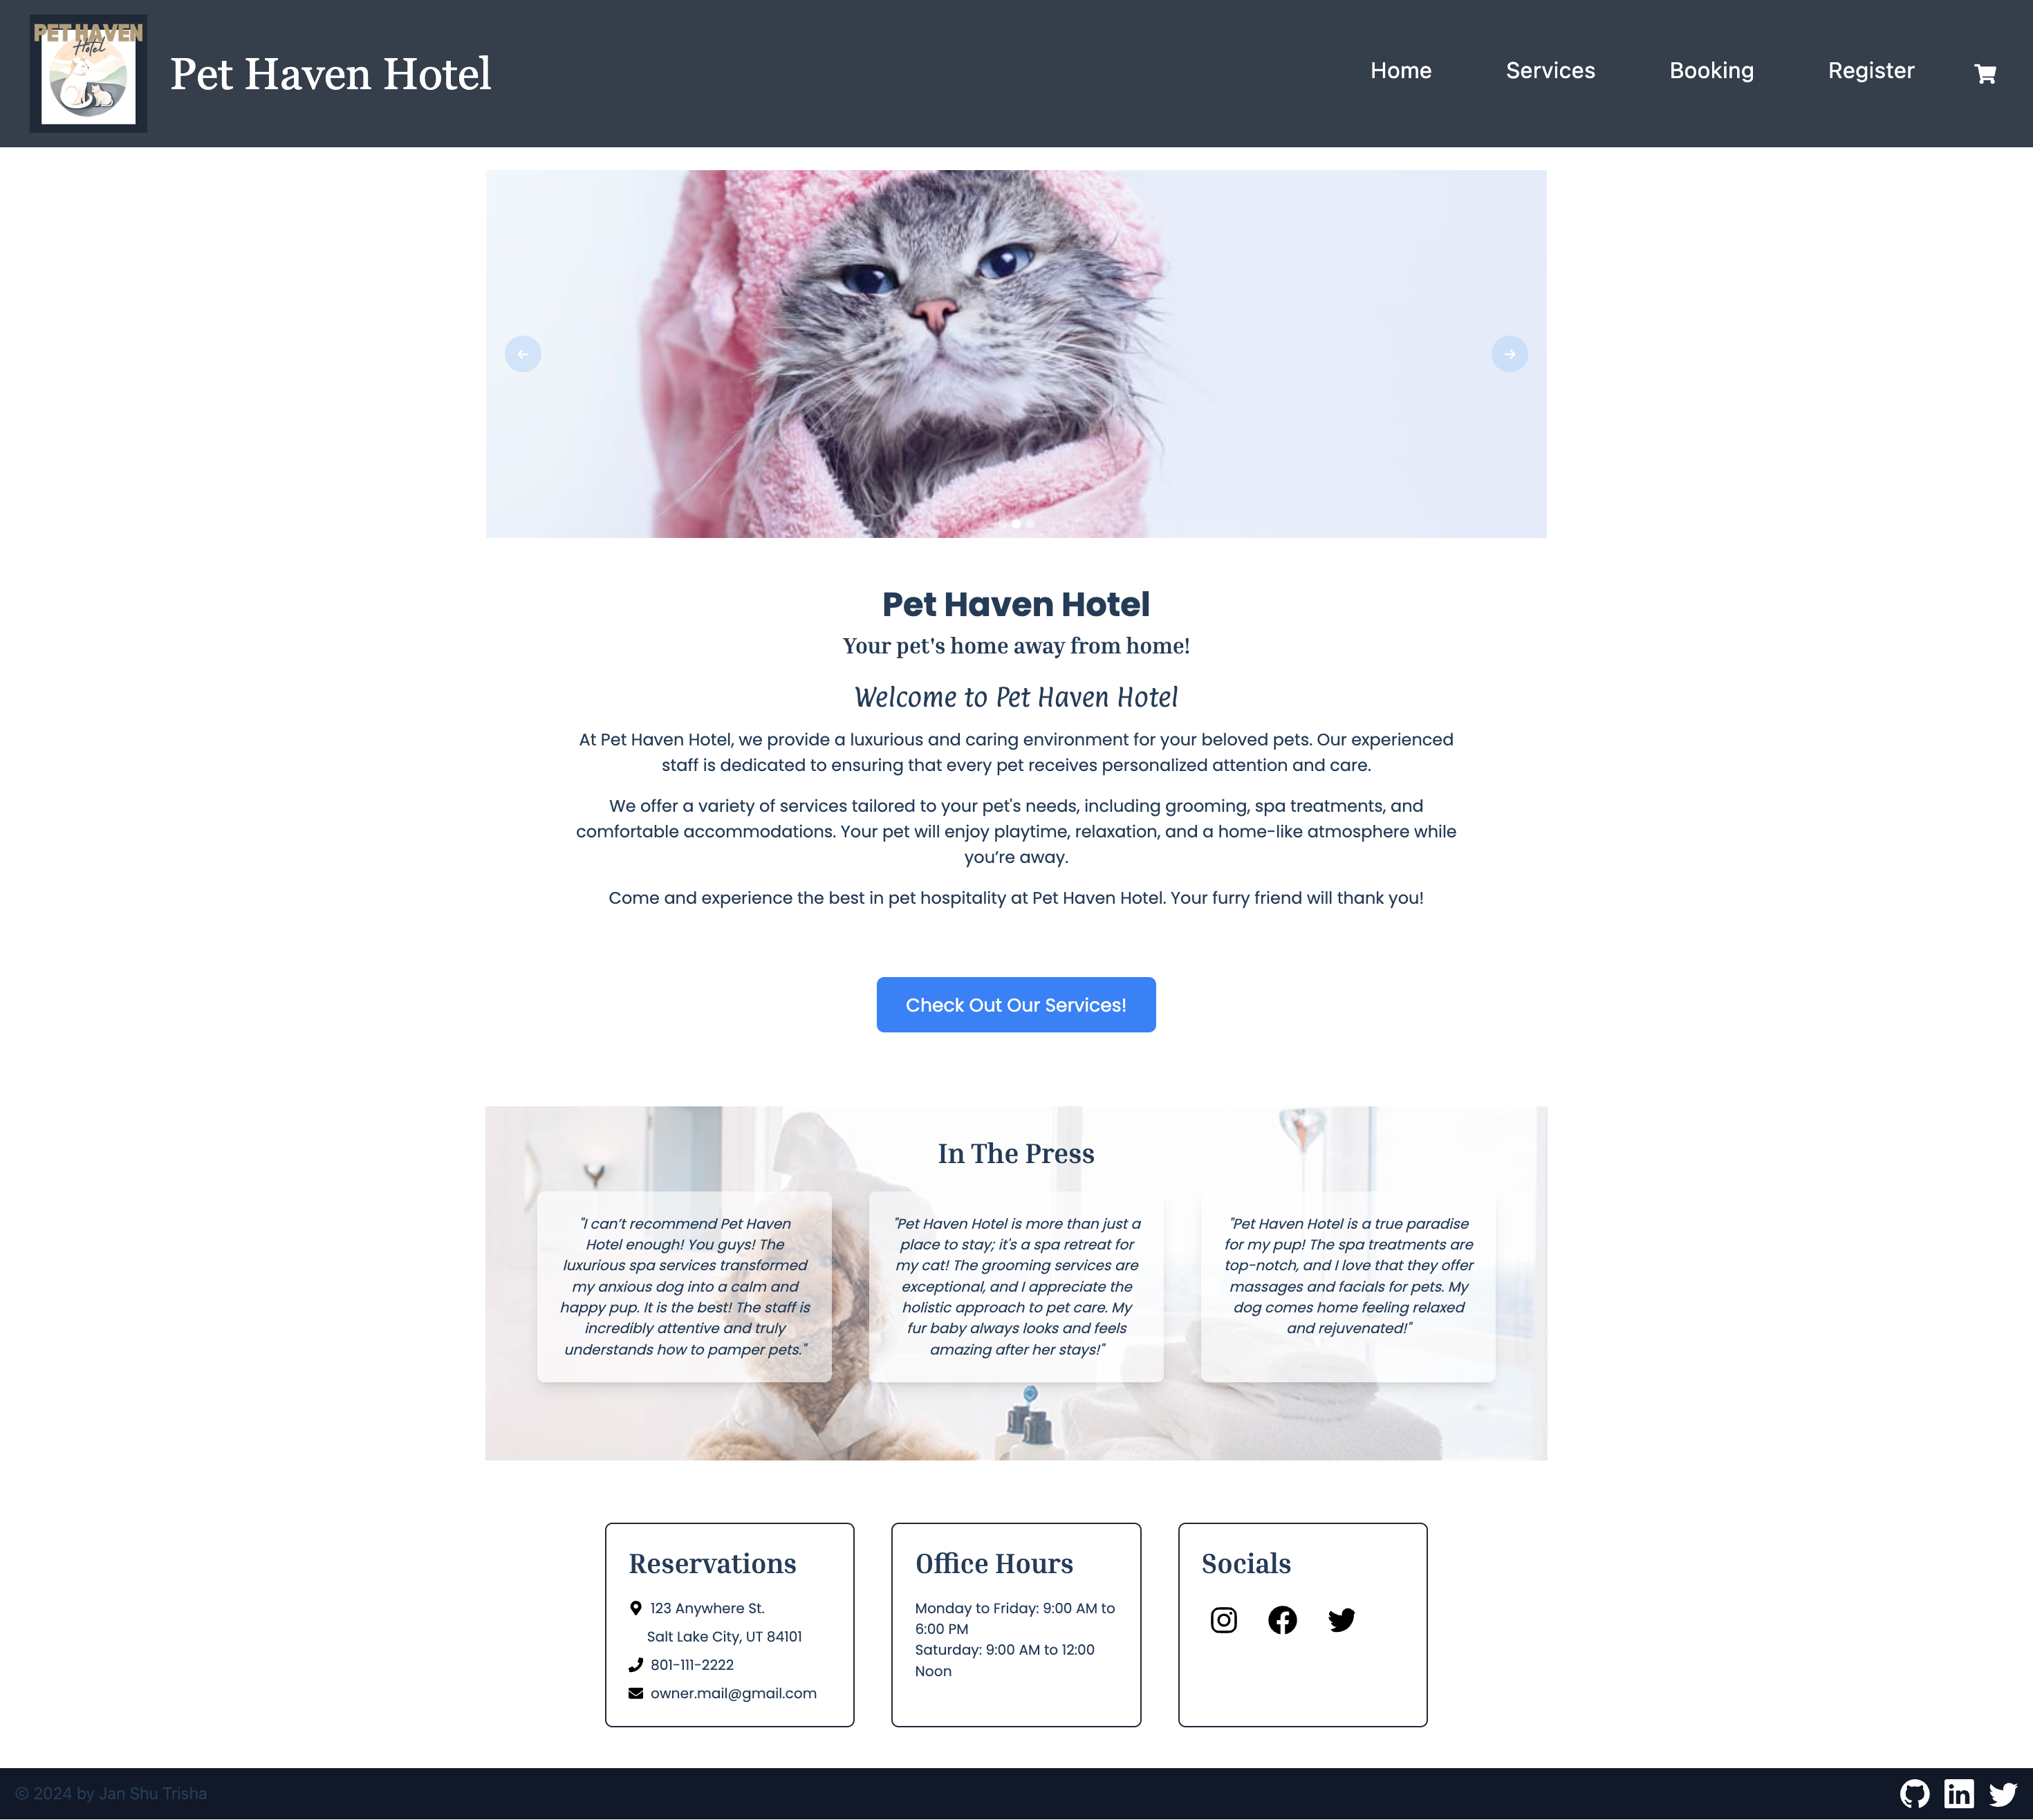 PET HAVEN
Hotel
Pet Haven Hotel
Home
Services
Booking
Register
Pet Haven Hotel
Your pet's home away from home!
Welcome to Pet Haven Hotel
At Pet Haven Hotel, we provide a luxurious and caring environment for your beloved pets. Our experienced
staff is dedicated to ensuring that every pet receives personalized attention and care.
We offer a variety of services tailored to your pet's needs, including grooming, spa treatments, and
comfortable accommodations. Your pet will enjoy playtime, relaxation, and a home-like atmosphere while
you’re away.
Come and experience the best in pet hospitality at Pet Haven Hotel. Your furry friend will thank you!
Check Out Our Services!
In The Press
"I can’t recommend Pet Haven
Hotel enough! You guys! The
luxurious spa services transformed
my anxious dog into a calm and
happy pup. It is the best! The staff is
incredibly attentive and truly
understands how to pamper pets."
"Pet Haven Hotel is more than just a
place to stay; it's a spa retreat for
my cat! The grooming services are
exceptional, and I appreciate the
holistic approach to pet care. My
fur baby always looks and feels
amazing after her stays!"
"Pet Haven Hotel is a true paradise
for my pup! The spa treatments are
top-notch, and I love that they offer
massages and facials for pets. My
dog comes home feeling relaxed
and rejuvenated!"
Reservations
123 Anywhere St.
Salt Lake City, UT 84101
801-111-2222
owner.mail@gmail.com
Office Hours
Monday to Friday: 9:00 AM to
6:00 PM
Saturday: 9:00 AM to 12:00
Noon
Socials
© 2024 by Jan Shu Trisha